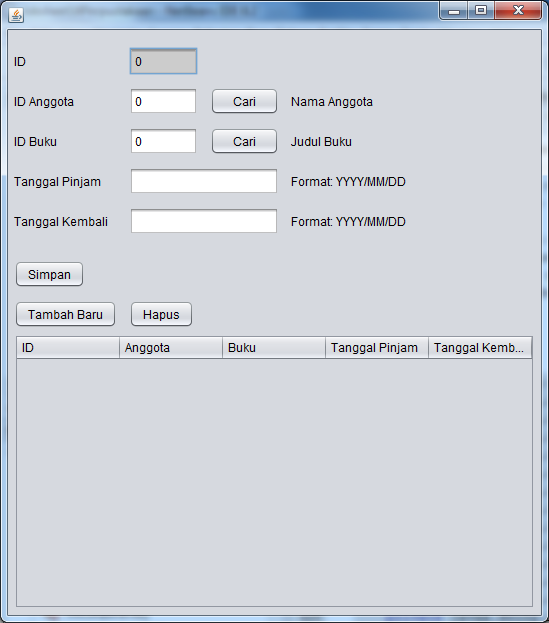 ID 0
ID Anggota 0 Cari Nama Anggota
ID Buku 0 Cari Judul Buku
Tanggal Pinjam Format: YYYY/MM/DD
Tanggal Kembali Format: YYYY/MM/DD
Simpan
Tambah Baru Hapus
ID Anggota Buku Tanggal Pinjam Tanggal Kemb...